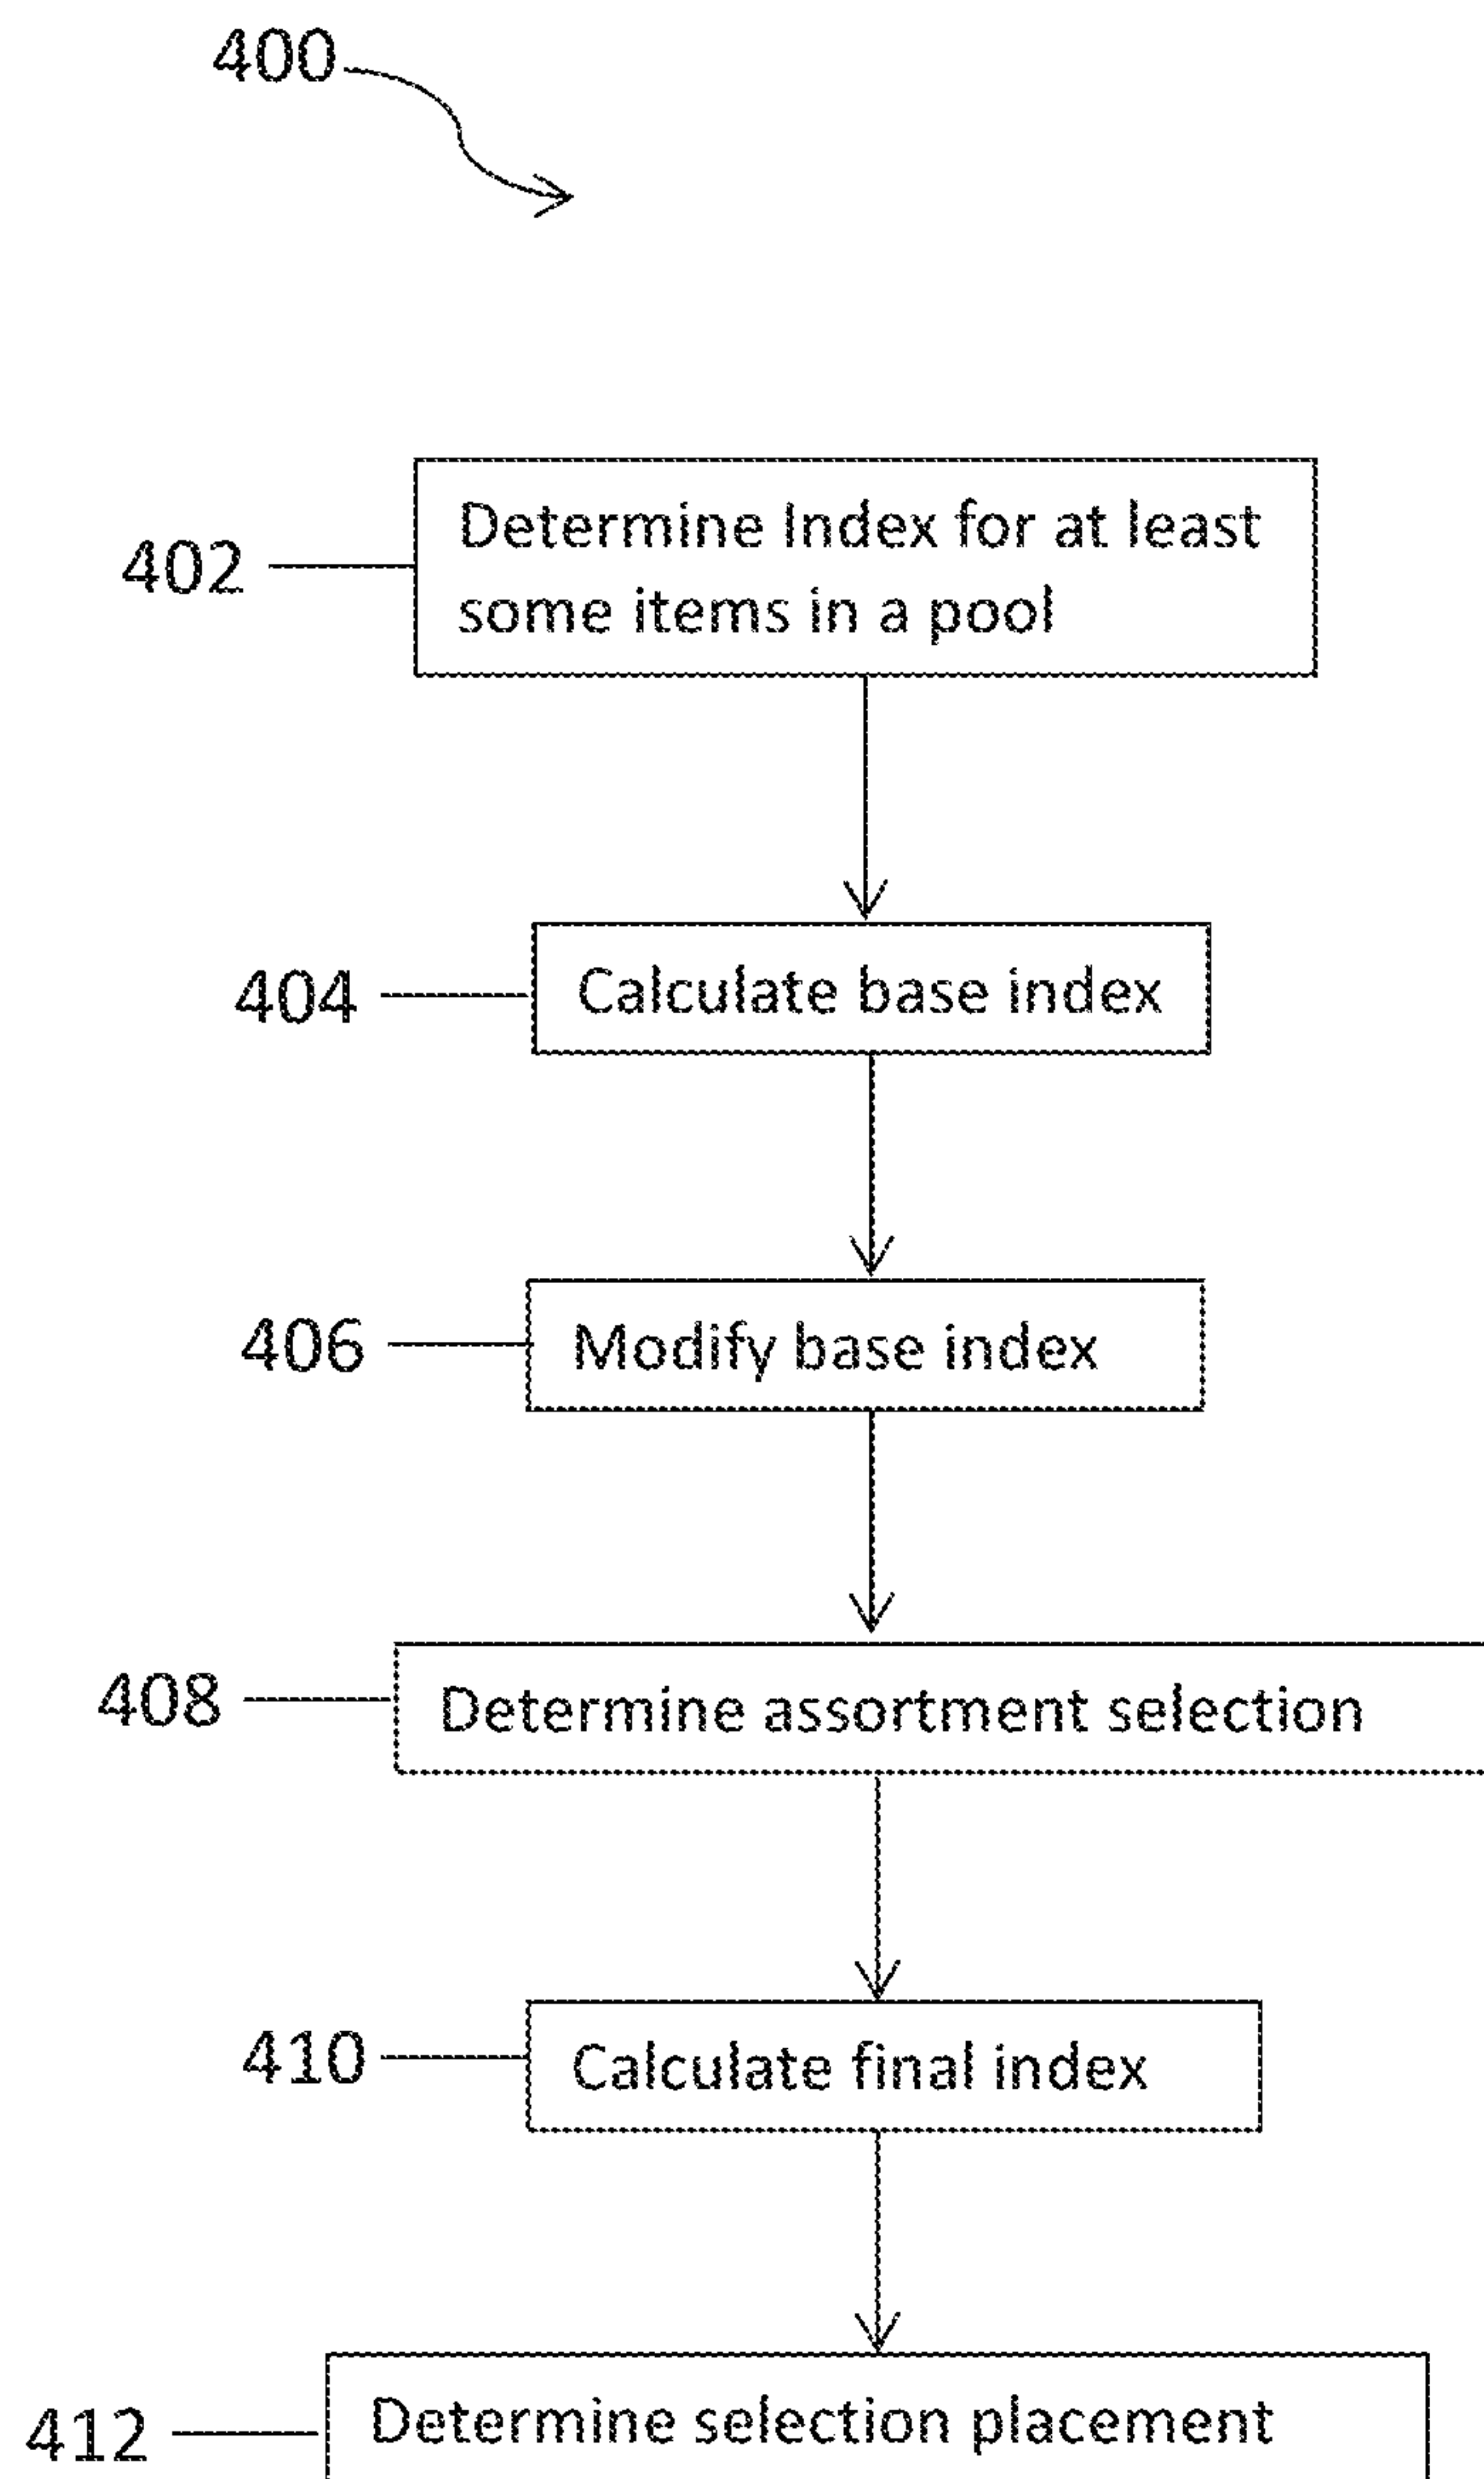 400
402
Determine Index for at least
some items in a pool
404
Calculate base index
406
Modify base index
408
Determine assortment selection
410
Calculate final index
412
Determine selection placement